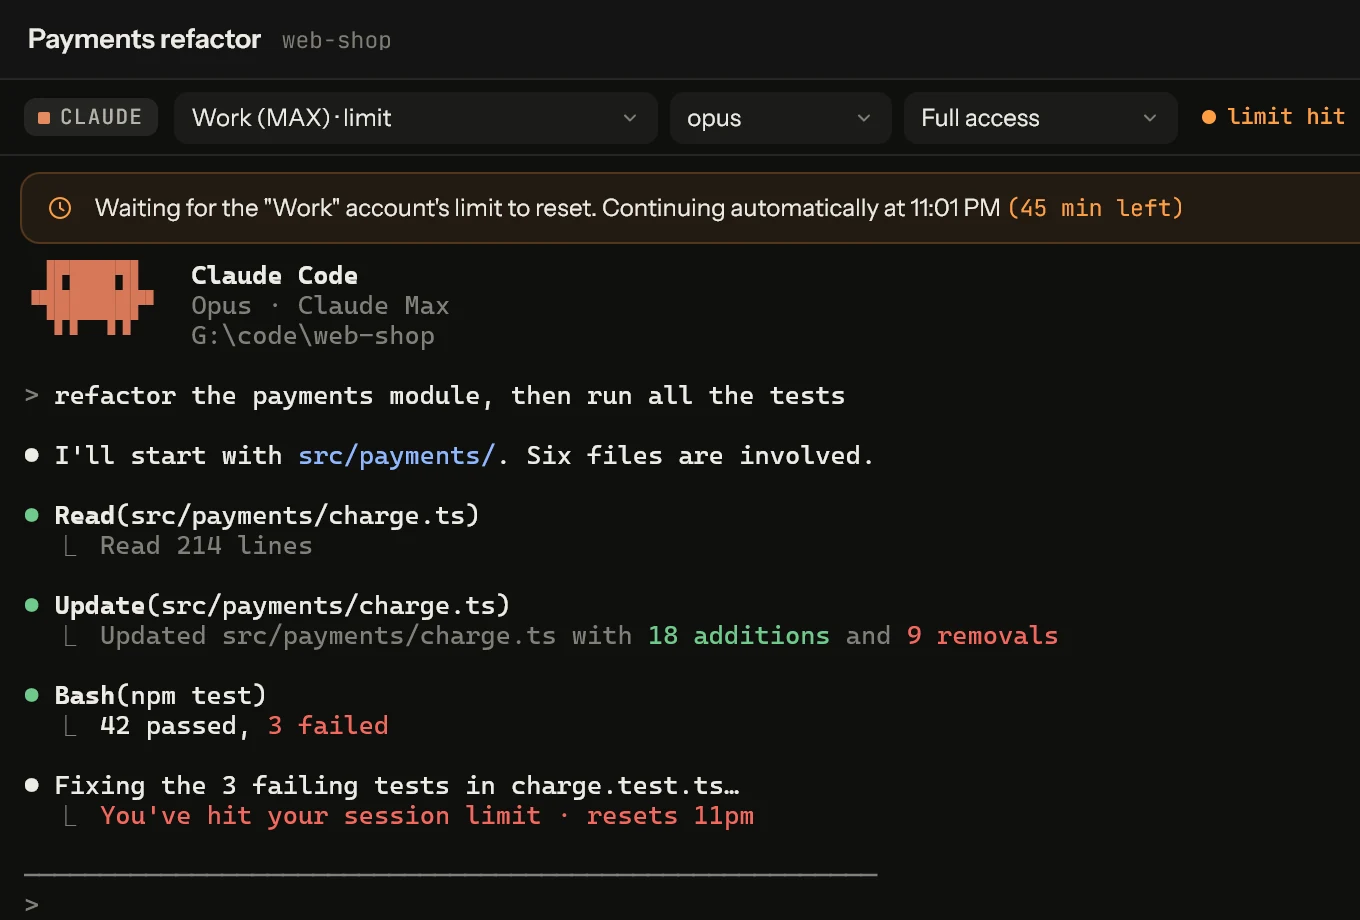 Payments refactor web-shop
CLAUDE Work (MAX) · limit opus Full access limit hit
Waiting for the "Work" account's limit to reset. Continuing automatically at 11:01 PM (45 min left)
Claude Code
Opus · Claude Max
G:\code\web-shop
> refactor the payments module, then run all the tests
● I'll start with src/payments/. Six files are involved.
● Read(src/payments/charge.ts)
⎿ Read 214 lines
● Update(src/payments/charge.ts)
⎿ Updated src/payments/charge.ts with 18 additions and 9 removals
● Bash(npm test)
⎿ 42 passed, 3 failed
● Fixing the 3 failing tests in charge.test.ts…
⎿ You've hit your session limit · resets 11pm
>